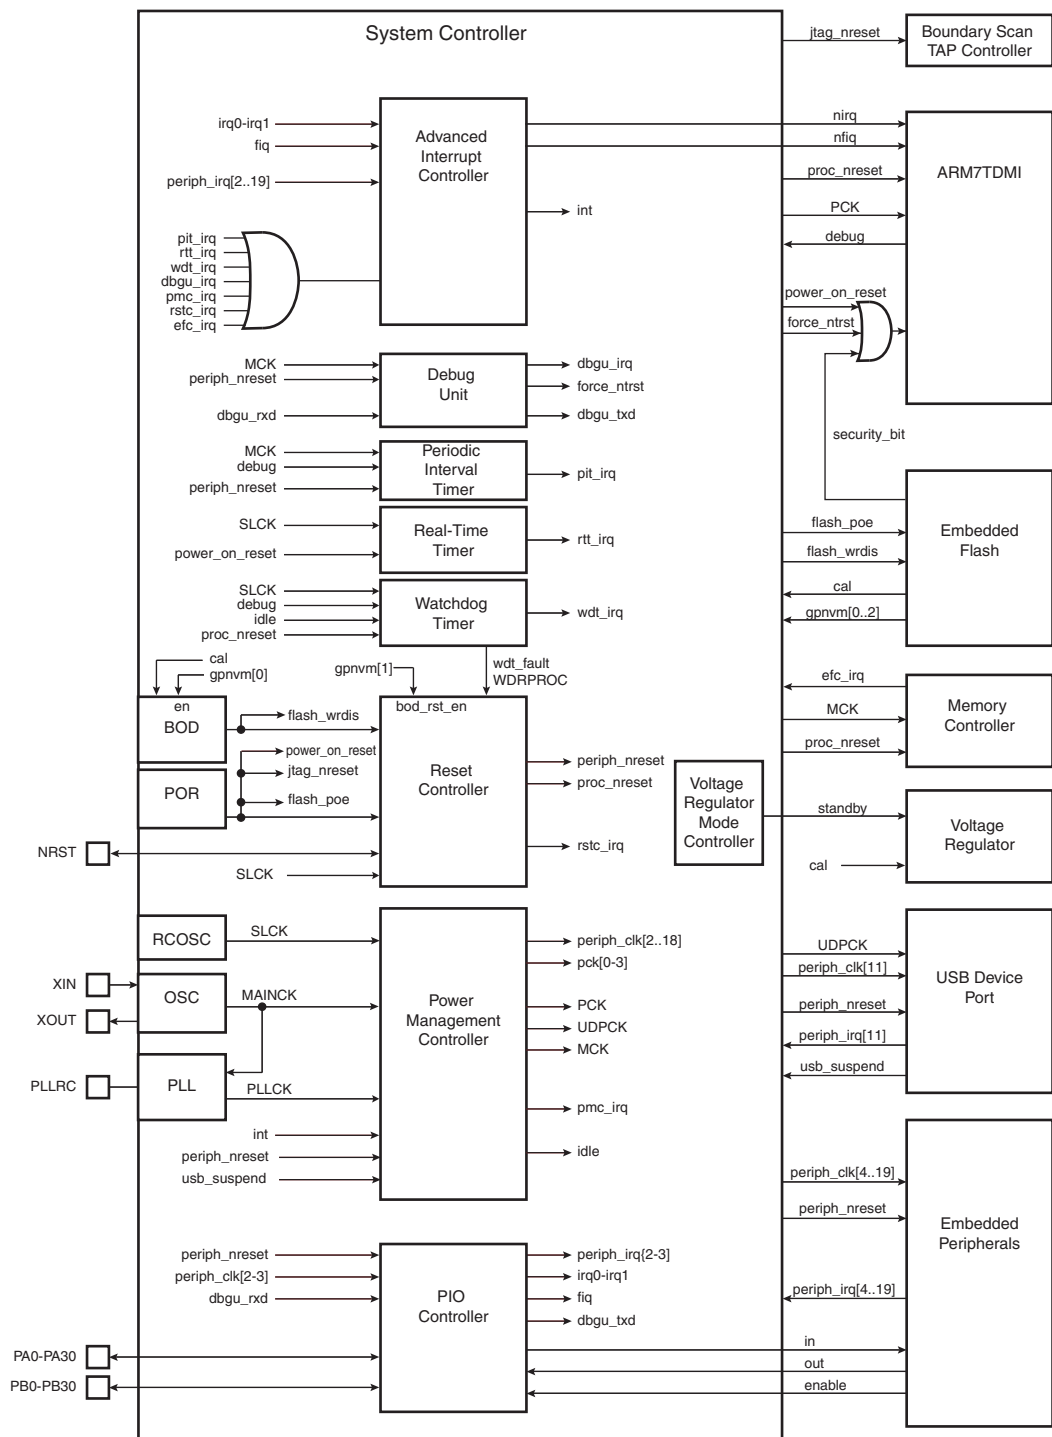 System Controller
jtag_nreset
Boundary Scan
TAP Controller
irq0-irq1
fiq
periph_irq[2..19]
Advanced
Interrupt
Controller
int
nirq
nfiq
proc_nreset
PCK
debug
ARM7TDMI
pit_irq
rtt_irq
wdt_irq
dbgu_irq
pmc_irq
rstc_irq
efc_irq
power_on_reset
force_ntrst
security_bit
MCK
periph_nreset
dbgu_rxd
Debug
Unit
dbgu_irq
force_ntrst
dbgu_txd
MCK
debug
periph_nreset
Periodic
Interval
Timer
pit_irq
SLCK
power_on_reset
Real-Time
Timer
rtt_irq
flash_poe
flash_wrdis
cal
gpnvm[0..2]
Embedded
Flash
SLCK
debug
idle
proc_nreset
Watchdog
Timer
wdt_irq
cal
gpnvm[0]
en
BOD
gpnvm[1]
wdt_fault
WDRPROC
bod_rst_en
flash_wrdis
power_on_reset
jtag_nreset
flash_poe
POR
Reset
Controller
periph_nreset
proc_nreset
rstc_irq
NRST
SLCK
efc_irq
MCK
proc_nreset
Memory
Controller
Voltage
Regulator
Mode
Controller
standby
cal
Voltage
Regulator
RCOSC
SLCK
XIN
OSC
MAINCK
XOUT
PLLRC
PLL
PLLCK
int
periph_nreset
usb_suspend
Power
Management
Controller
periph_clk[2..18]
pck[0-3]
PCK
UDPCK
MCK
pmc_irq
idle
UDPCK
periph_clk[11]
periph_nreset
periph_irq[11]
usb_suspend
USB Device
Port
periph_nreset
periph_clk[2-3]
dbgu_rxd
PIO
Controller
periph_irq{2-3]
irq0-irq1
fiq
dbgu_txd
PA0-PA30
PB0-PB30
periph_clk[4..19]
periph_nreset
periph_irq[4..19]
in
out
enable
Embedded
Peripherals